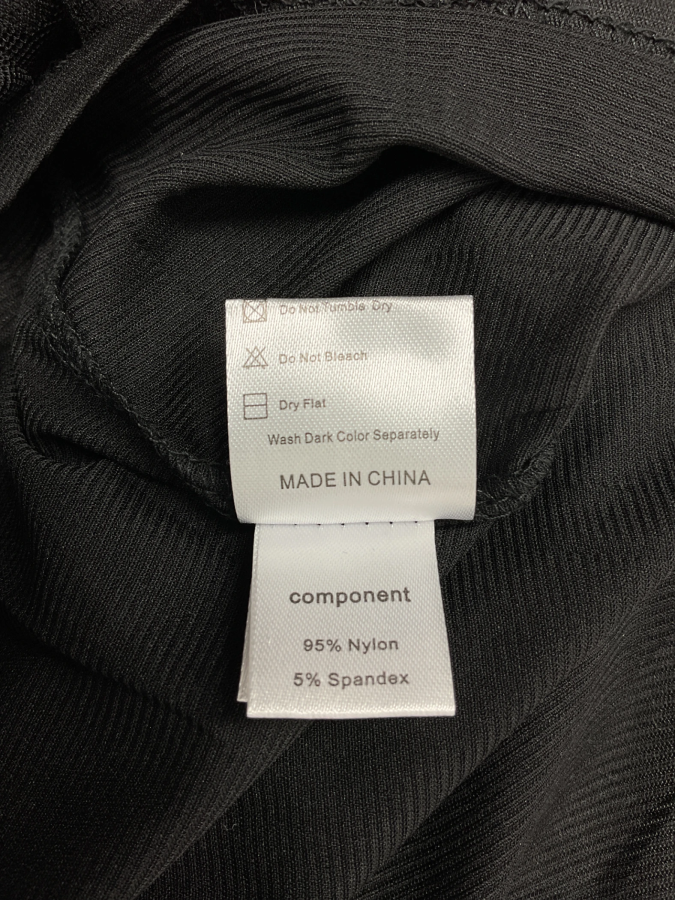 Do Not Tumble Dry
Do Not Bleach
Dry Flat
Wash Dark Color Separately
MADE IN CHINA
component
95% Nylon
5% Spandex